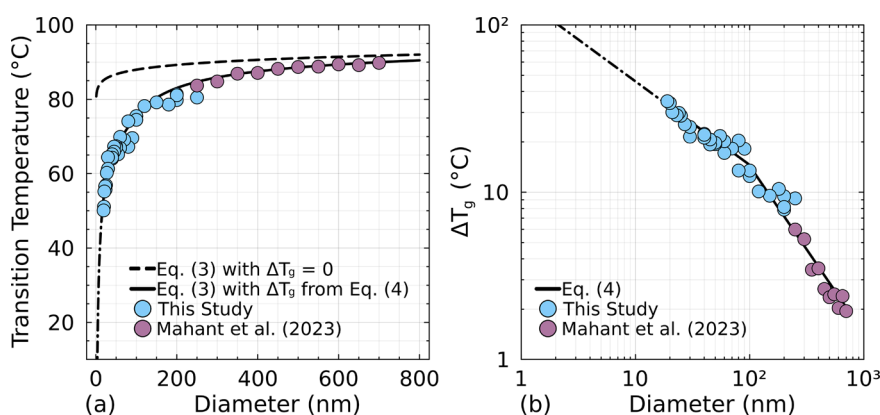 Transition Temperature (°C)
100
80
60
40
20
0
200
400
600
800
Eq. (3) with ΔTg = 0
Eq. (3) with ΔTg from Eq. (4)
This Study
Mahant et al. (2023)
(a)
Diameter (nm)
ΔTg (°C)
10²
10
1
1
10
10²
10³
Eq. (4)
This Study
Mahant et al. (2023)
(b)
Diameter (nm)